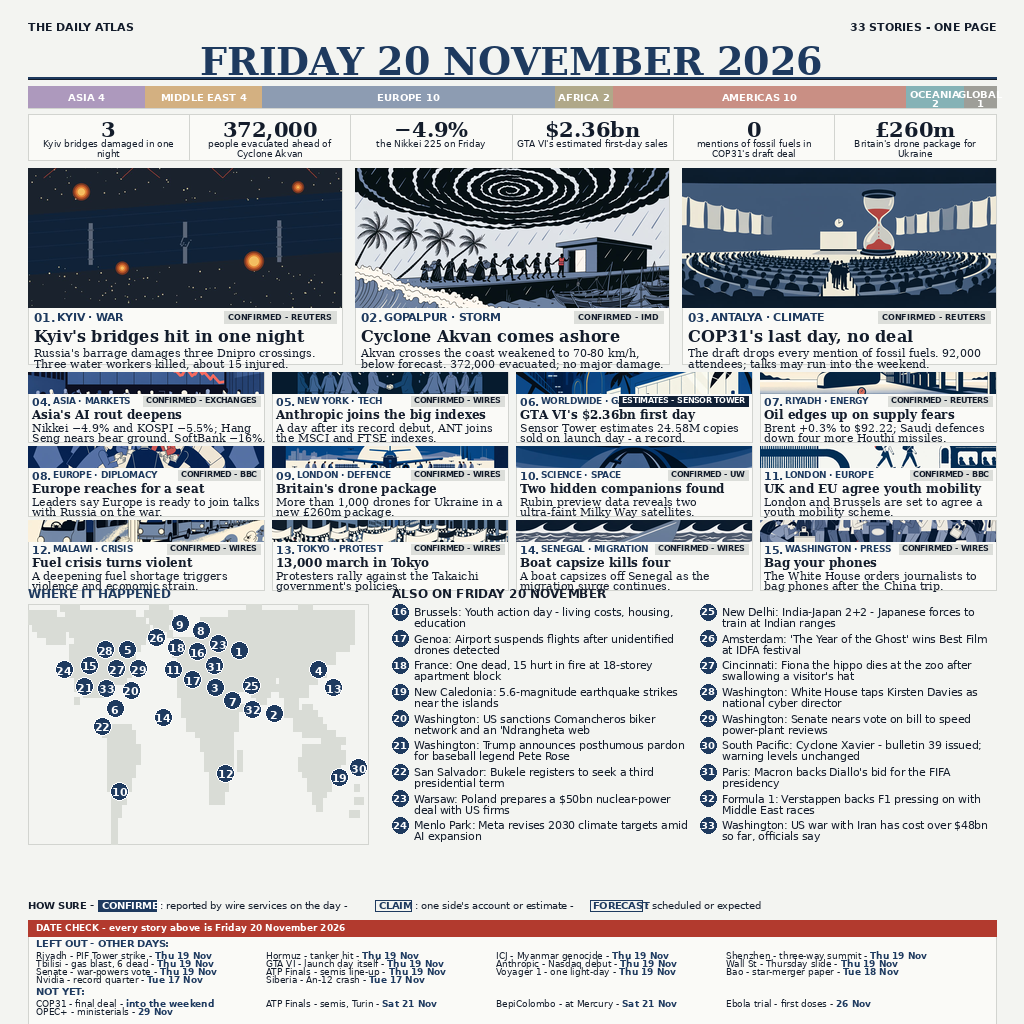 THE DAILY ATLAS
33 STORIES - ONE PAGE
FRIDAY 20 NOVEMBER 2026
ASIA 4
MIDDLE EAST 4
EUROPE 10
AFRICA 2
AMERICAS 10
OCEANIA
2
GLOBAL
1
3
Kyiv bridges damaged in one
night
372,000
people evacuated ahead of
Cyclone Akvan
−4.9%
the Nikkei 225 on Friday
$2.36bn
GTA VI's estimated first-day sales
0
mentions of fossil fuels in
COP31's draft deal
£260m
Britain's drone package for
Ukraine
01. KYIV · WAR
CONFIRMED - REUTERS
Kyiv's bridges hit in one night
Russia's barrage damages three Dnipro crossings.
Three water workers killed, about 15 injured.
02. GOPALPUR · STORM
CONFIRMED - IMD
Cyclone Akvan comes ashore
Akvan crosses the coast weakened to 70-80 km/h,
below forecast. 372,000 evacuated; no major damage.
03. ANTALYA · CLIMATE
CONFIRMED - REUTERS
COP31's last day, no deal
The draft drops every mention of fossil fuels. 92,000
attendees; talks may run into the weekend.
04. ASIA · MARKETS
CONFIRMED - EXCHANGES
Asia's AI rout deepens
Nikkei −4.9% and KOSPI −5.5%; Hang
Seng nears bear ground. SoftBank −16%.
05. NEW YORK · TECH
CONFIRMED - WIRES
Anthropic joins the big indexes
A day after its record debut, ANT joins
the MSCI and FTSE indexes.
06. WORLDWIDE · G
ESTIMATES - SENSOR TOWER
GTA VI's $2.36bn first day
Sensor Tower estimates 24.58M copies
sold on launch day - a record.
07. RIYADH · ENERGY
CONFIRMED - REUTERS
Oil edges up on supply fears
Brent +0.3% to $92.22; Saudi defences
down four more Houthi missiles.
08. EUROPE · DIPLOMACY
CONFIRMED - BBC
Europe reaches for a seat
Leaders say Europe is ready to join talks
with Russia on the war.
09. LONDON · DEFENCE
CONFIRMED - WIRES
Britain's drone package
More than 1,000 drones for Ukraine in a
new £260m package.
10. SCIENCE · SPACE
CONFIRMED - UW
Two hidden companions found
Rubin preview data reveals two
ultra-faint Milky Way satellites.
11. LONDON · EUROPE
CONFIRMED - BBC
UK and EU agree youth mobility
London and Brussels are set to agree a
youth mobility scheme.
12. MALAWI · CRISIS
CONFIRMED - WIRES
Fuel crisis turns violent
A deepening fuel shortage triggers
violence and economic strain.
13. TOKYO · PROTEST
CONFIRMED - WIRES
13,000 march in Tokyo
Protesters rally against the Takaichi
government's policies.
14. SENEGAL · MIGRATION
CONFIRMED - WIRES
Boat capsize kills four
A boat capsizes off Senegal as the
migration surge continues.
15. WASHINGTON · PRESS
CONFIRMED - WIRES
Bag your phones
The White House orders journalists to
bag phones after the China trip.
WHERE IT HAPPENED
9
8
26
23
28
5
18
16
1
24
15
27
29
11
31
4
17
21
33
20
3
25
13
7
6
32
2
14
22
12
30
19
10
ALSO ON FRIDAY 20 NOVEMBER
16 Brussels: Youth action day - living costs, housing,
education
17 Genoa: Airport suspends flights after unidentified
drones detected
18 France: One dead, 15 hurt in fire at 18-storey
apartment block
19 New Caledonia: 5.6-magnitude earthquake strikes
near the islands
20 Washington: US sanctions Comancheros biker
network and an 'Ndrangheta web
21 Washington: Trump announces posthumous pardon
for baseball legend Pete Rose
22 San Salvador: Bukele registers to seek a third
presidential term
23 Warsaw: Poland prepares a $50bn nuclear-power
deal with US firms
24 Menlo Park: Meta revises 2030 climate targets amid
AI expansion
25 New Delhi: India-Japan 2+2 - Japanese forces to
train at Indian ranges
26 Amsterdam: 'The Year of the Ghost' wins Best Film
at IDFA festival
27 Cincinnati: Fiona the hippo dies at the zoo after
swallowing a visitor's hat
28 Washington: White House taps Kirsten Davies as
national cyber director
29 Washington: Senate nears vote on bill to speed
power-plant reviews
30 South Pacific: Cyclone Xavier - bulletin 39 issued;
warning levels unchanged
31 Paris: Macron backs Diallo's bid for the FIFA
presidency
32 Formula 1: Verstappen backs F1 pressing on with
Middle East races
33 Washington: US war with Iran has cost over $48bn
so far, officials say
HOW SURE - CONFIRME : reported by wire services on the day - CLAIM : one side's account or estimate - FORECAST scheduled or expected
DATE CHECK - every story above is Friday 20 November 2026
LEFT OUT - OTHER DAYS:
Riyadh - PIF Tower strike - Thu 19 Nov
Hormuz - tanker hit - Thu 19 Nov
ICJ - Myanmar genocide - Thu 19 Nov
Shenzhen - three-way summit - Thu 19 Nov
Tbilisi - gas blast, 6 dead - Thu 19 Nov
GTA VI - launch day itself - Thu 19 Nov
Anthropic - Nasdaq debut - Thu 19 Nov
Wall St - Thursday slide - Thu 19 Nov
Senate - war-powers vote - Thu 19 Nov
ATP Finals - semis line-up - Thu 19 Nov
Voyager 1 - one light-day - Thu 19 Nov
Bao - star-merger paper - Tue 18 Nov
Nvidia - record quarter - Tue 17 Nov
Siberia - An-12 crash - Tue 17 Nov
NOT YET:
COP31 - final deal - into the weekend
ATP Finals - semis, Turin - Sat 21 Nov
BepiColombo - at Mercury - Sat 21 Nov
Ebola trial - first doses - 26 Nov
OPEC+ - ministerials - 29 Nov